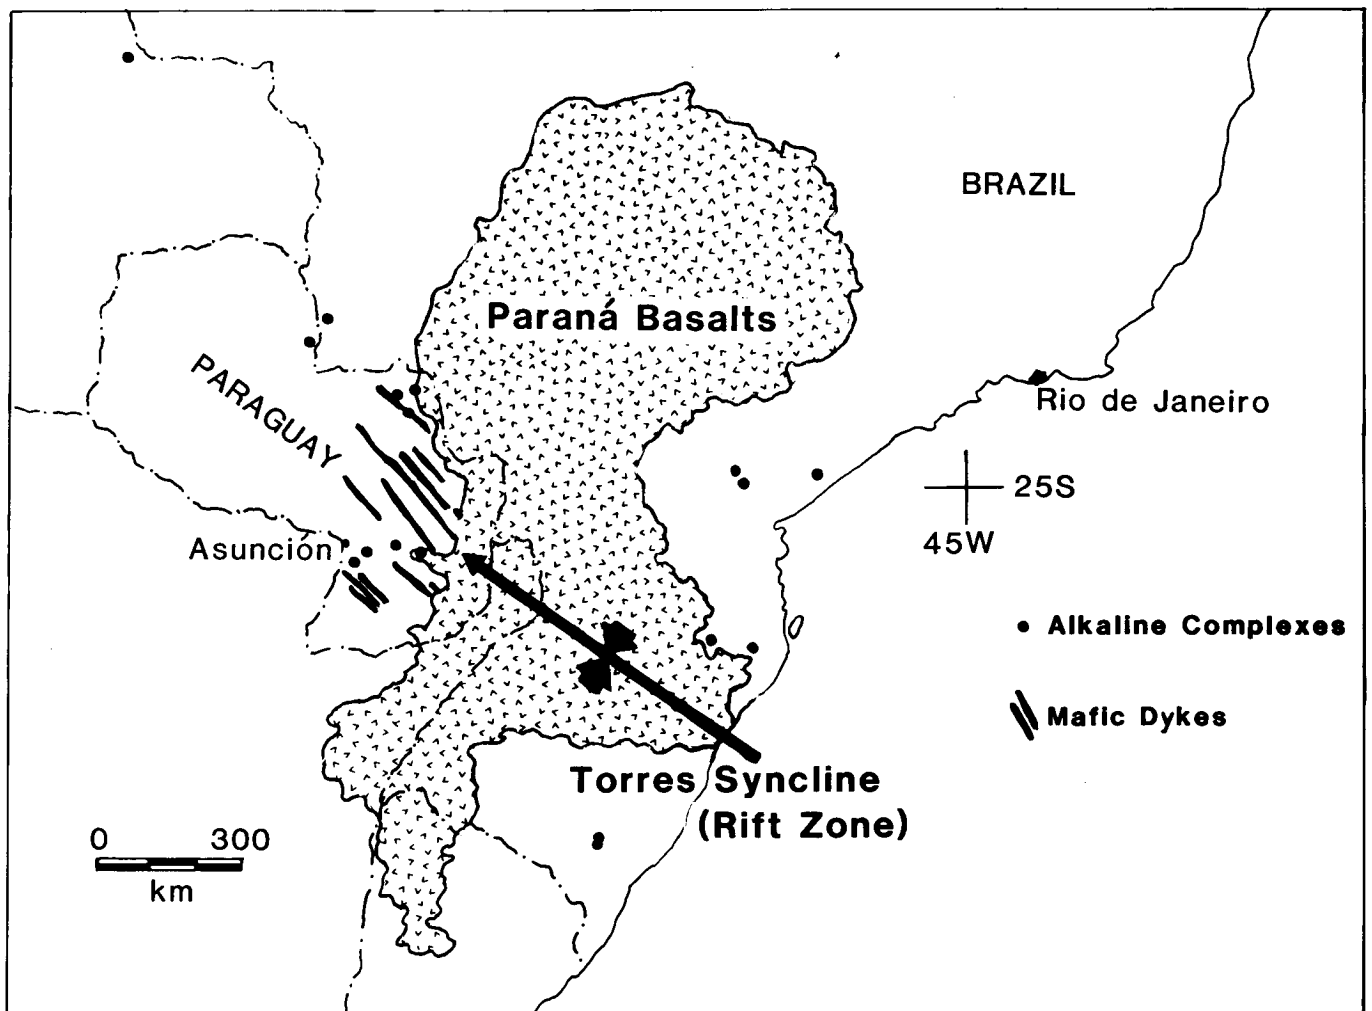 BRAZIL
Paraná Basalts
PARAGUAY
Rio de Janeiro
25S
45W
Asunción
Alkaline Complexes
Mafic Dykes
Torres Syncline
(Rift Zone)
0 300
km